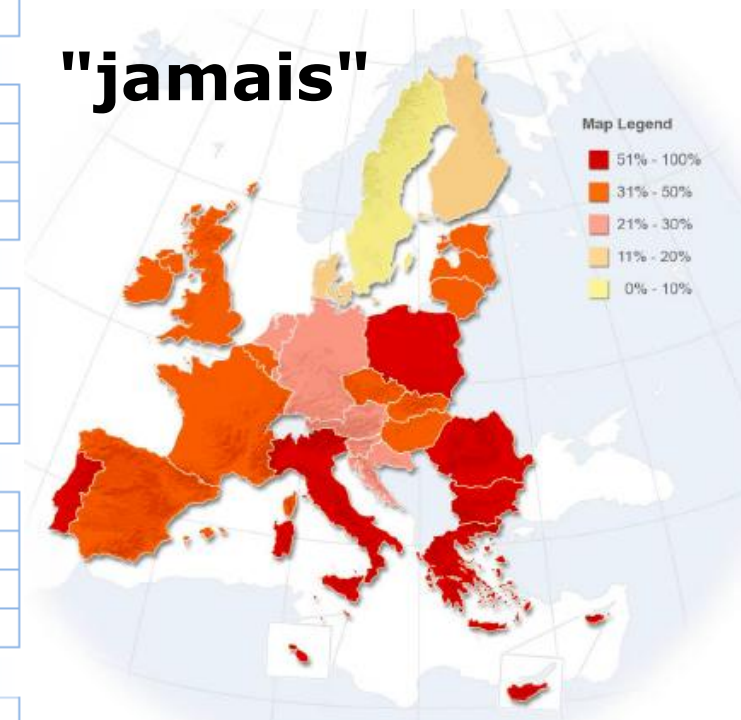 "jamais"
Map Legend
51% - 100%
31% - 50%
21% - 30%
11% - 20%
0% - 10%